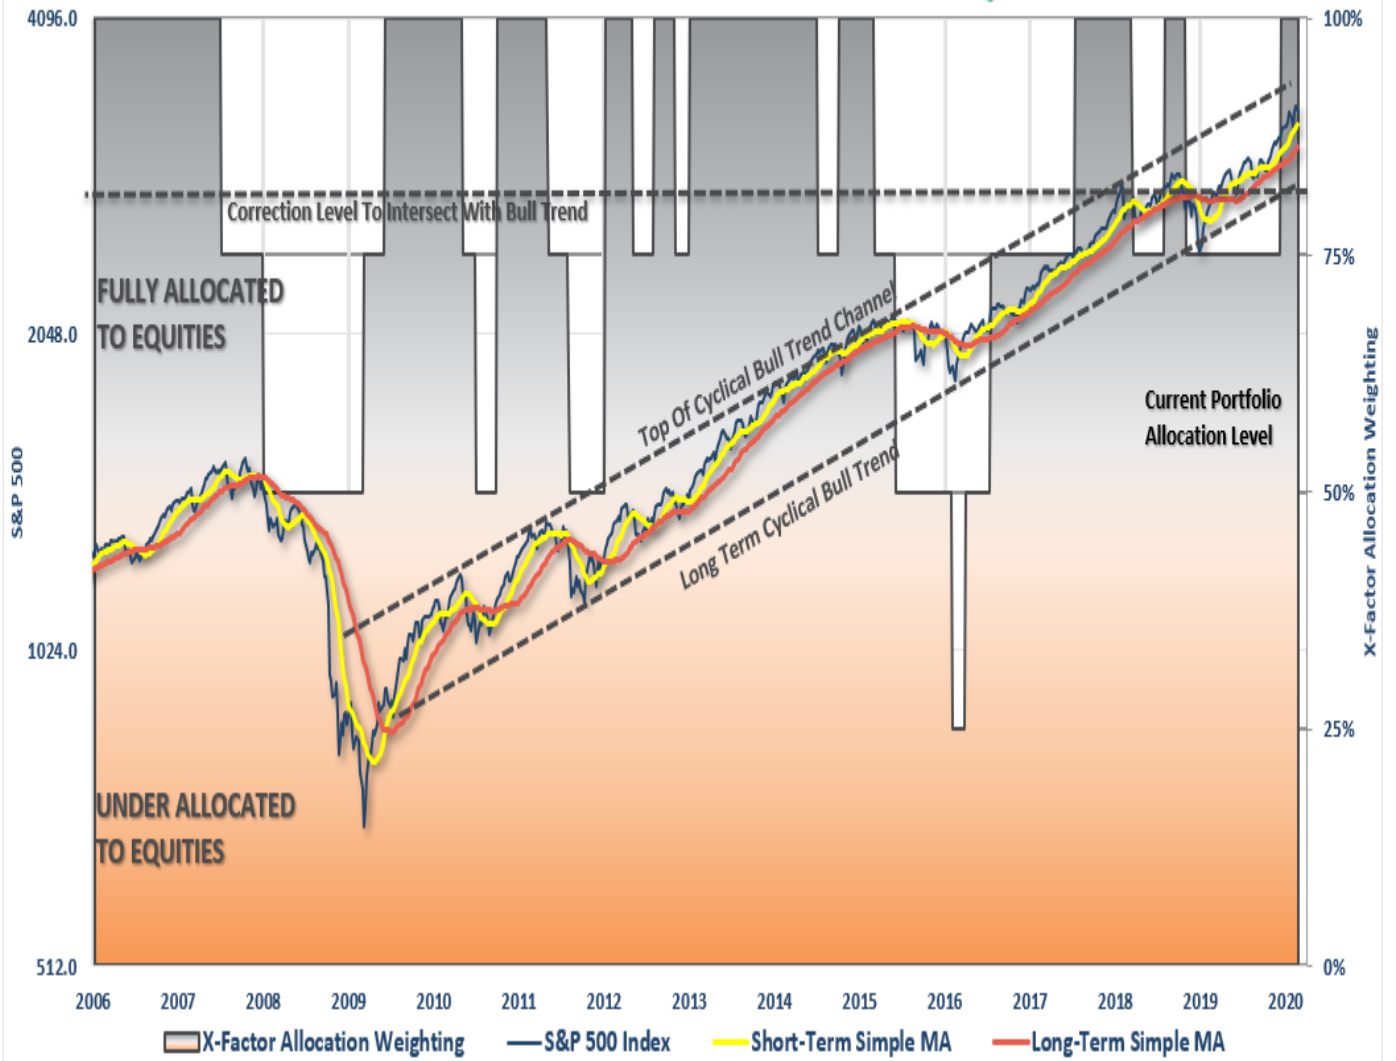 4096.0
100%
Correction Level To Intersect With Bull Trend
75%
FULLY ALLOCATED
TO EQUITIES
2048.0
Top Of Cyclical Bull Trend Channel
Current Portfolio
Allocation Level
Long Term Cyclical Bull Trend
S&P 500
X-Factor Allocation Weighting
50%
1024.0
25%
UNDER ALLOCATED
TO EQUITIES
512.0
0%
2006 2007 2008 2009 2010 2011 2012 2013 2014 2015 2016 2017 2018 2019 2020
X-Factor Allocation Weighting S&P 500 Index Short-Term Simple MA Long-Term Simple MA